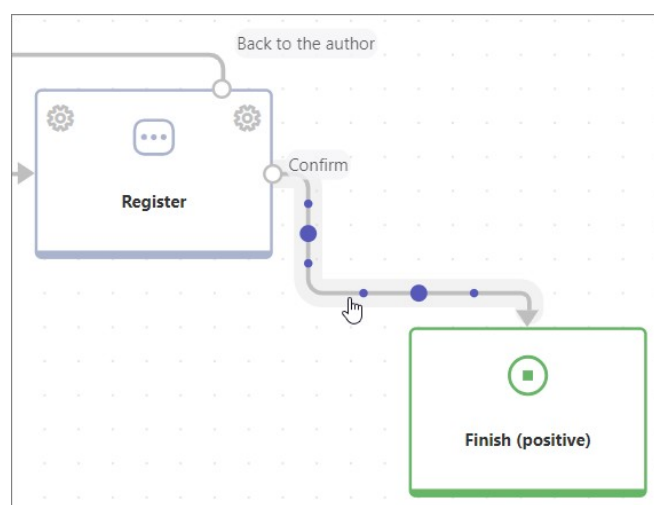 Back to the author
Confirm
Register
Finish (positive)